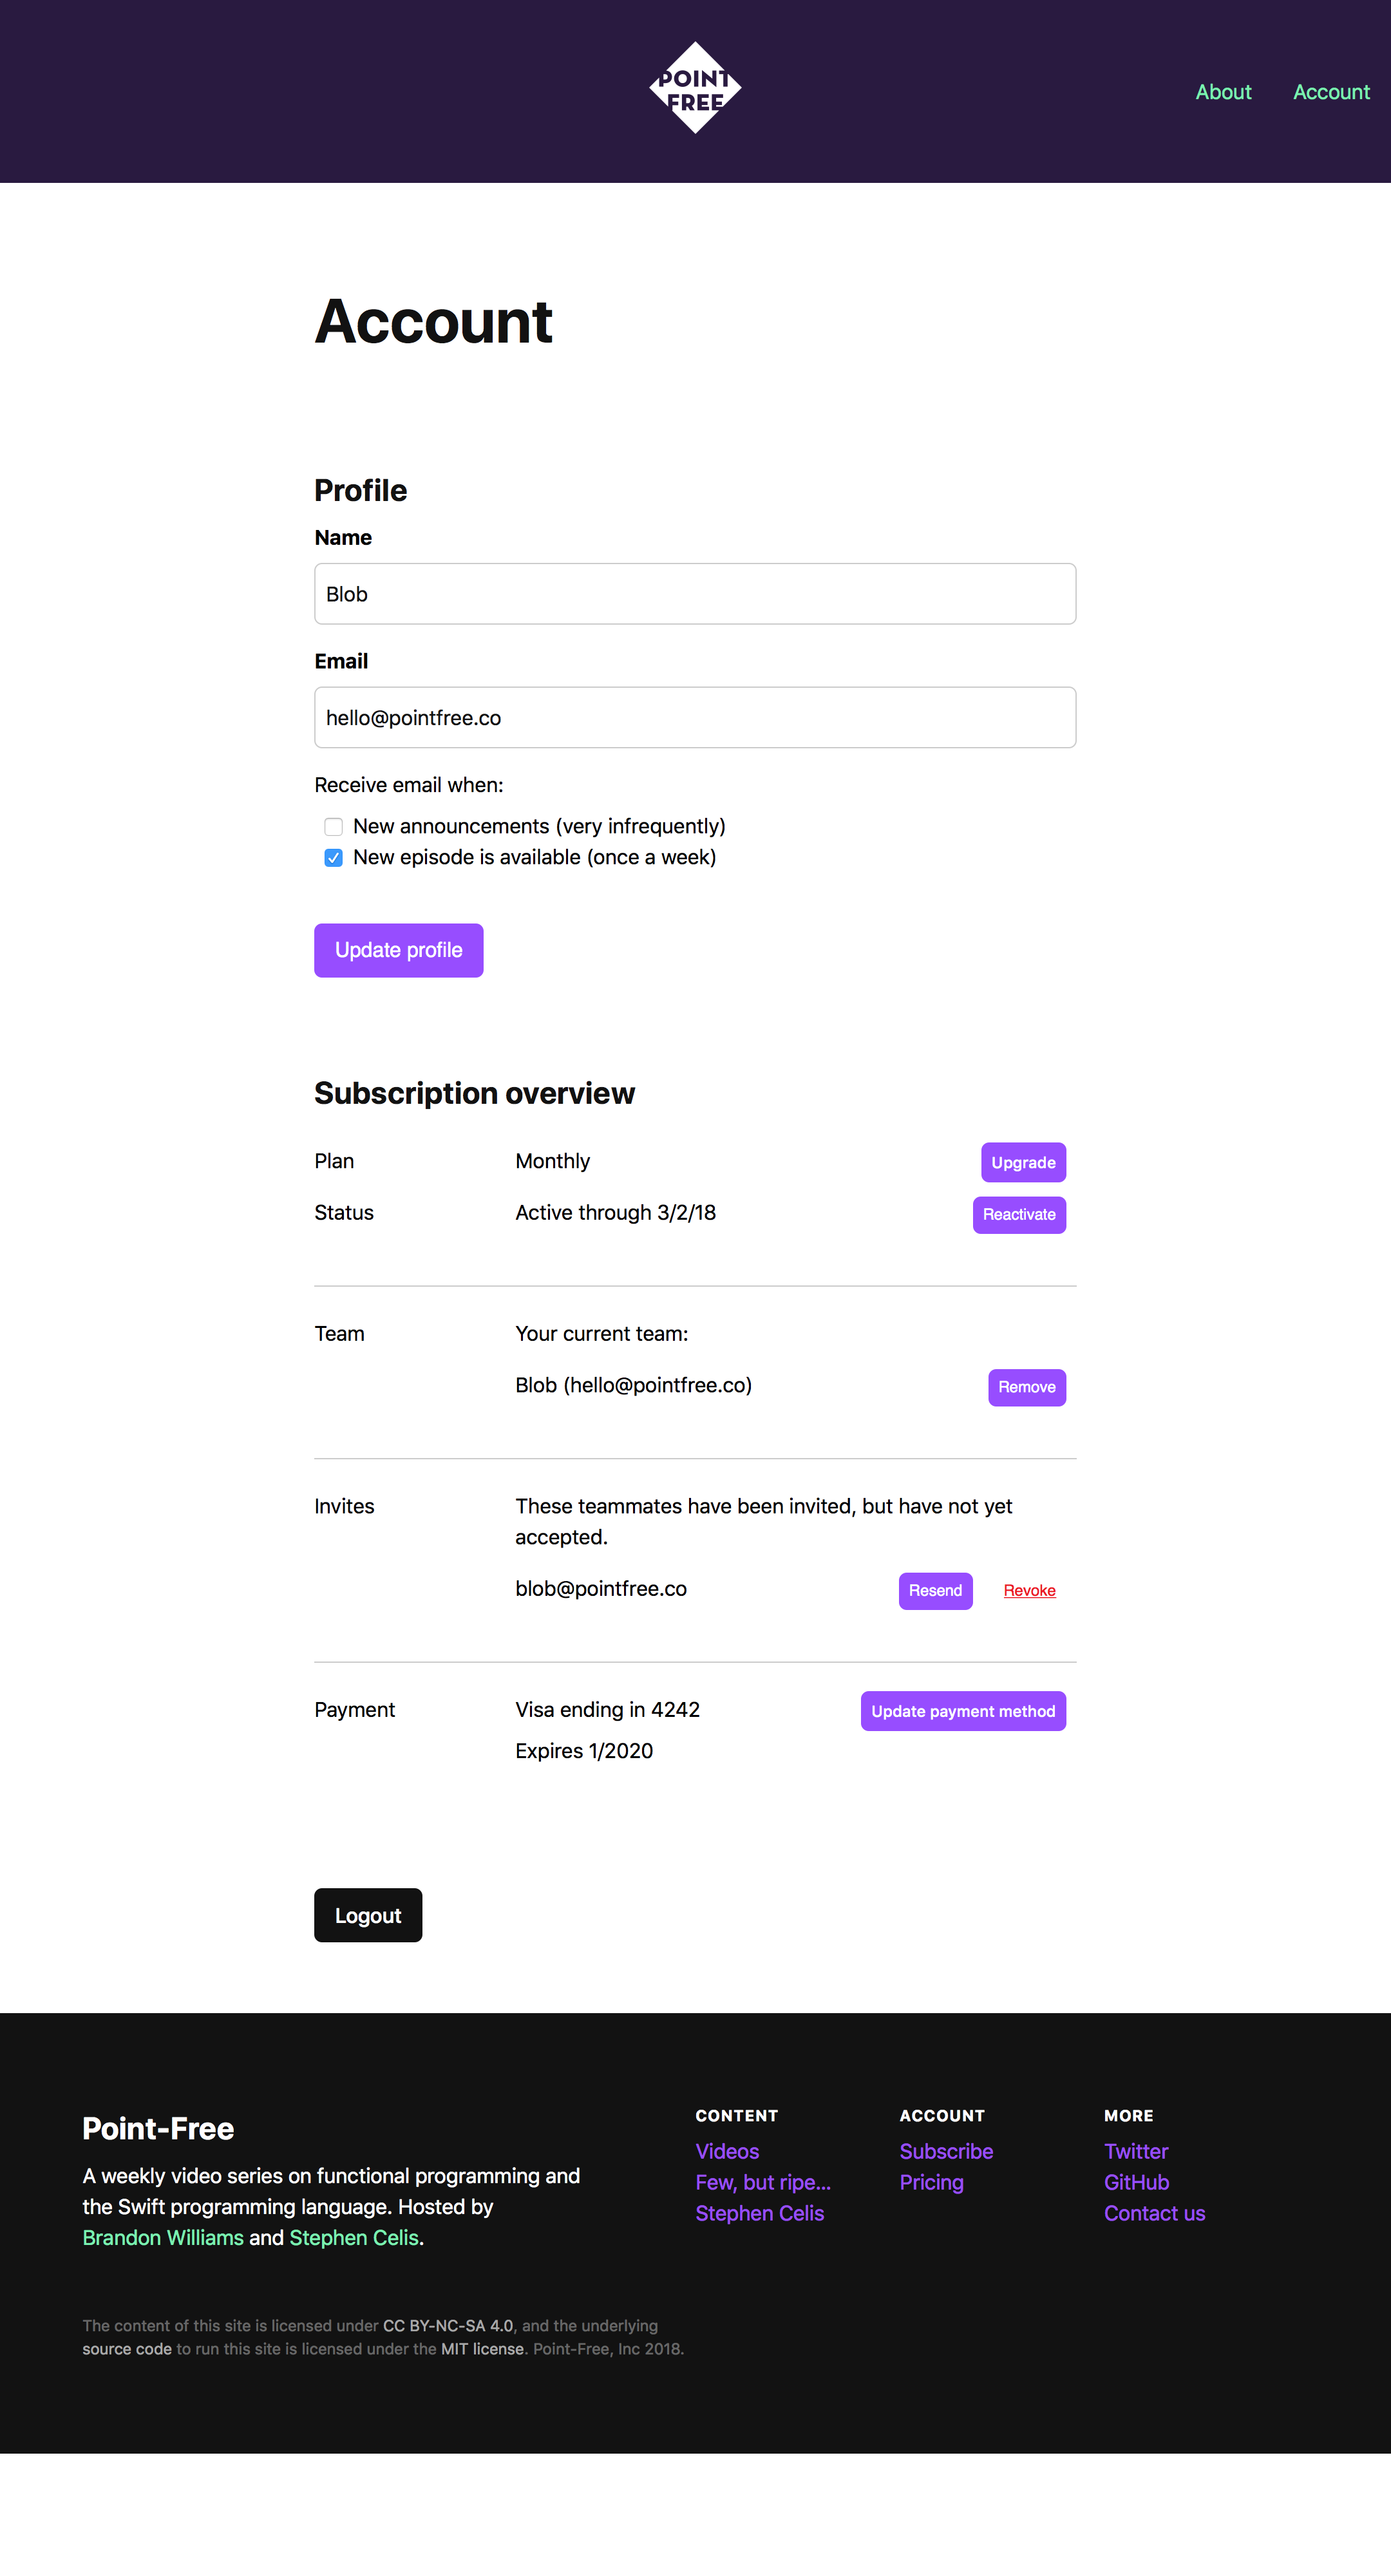 POINT
FREE
About Account
Account
Profile
Name
Blob
Email
hello@pointfree.co
Receive email when:
New announcements (very infrequently)
New episode is available (once a week)
Update profile
Subscription overview
Plan Monthly Upgrade
Status Active through 3/2/18 Reactivate
Team Your current team:
Blob (hello@pointfree.co) Remove
Invites These teammates have been invited, but have not yet
accepted.
blob@pointfree.co Resend Revoke
Payment Visa ending in 4242 Update payment method
Expires 1/2020
Logout
Point-Free
A weekly video series on functional programming and
the Swift programming language. Hosted by
Brandon Williams and Stephen Celis.
CONTENT
Videos
Few, but ripe...
Stephen Celis
ACCOUNT
Subscribe
Pricing
MORE
Twitter
GitHub
Contact us
The content of this site is licensed under CC BY-NC-SA 4.0, and the underlying
source code to run this site is licensed under the MIT license. Point-Free, Inc 2018.